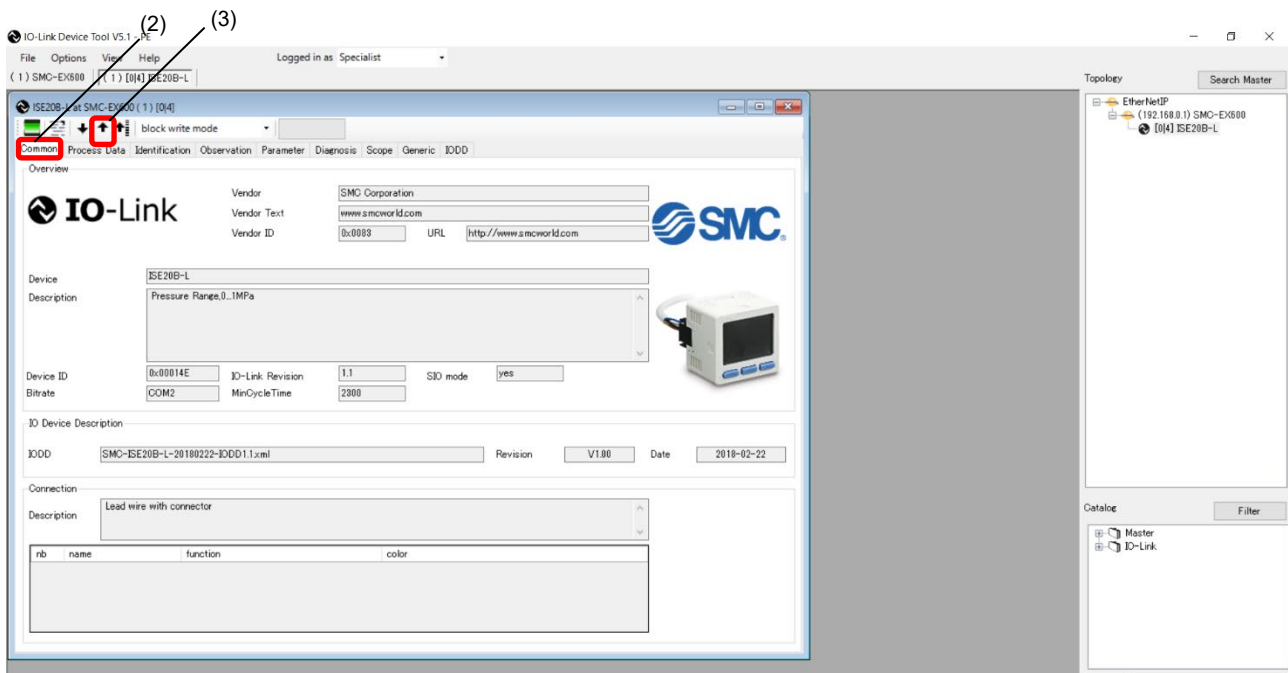 (2) (3)
IO-Link Device Tool V5.1 - PE
File Options View Help Logged in as Specialist
(1) SMC-EX600 (1) [0|4] ISE20B-L
Topology Search Master
EtherNetIP
(192.168.0.1) SMC-EX600
[0|4] ISE20B-L
ISE20B-L at SMC-EX600 (1) [0|4]
block write mode
Common Process Data Identification Observation Parameter Diagnosis Scope Generic IODD
Overview
IO-Link
Vendor SMC Corporation
Vendor Text www.smcworld.com
Vendor ID 0x0083 URL http://www.smcworld.com
SMC
Device ISE20B-L
Description Pressure Range,0..1MPa
Device ID 0x00014E IO-Link Revision 1.1 SIO mode yes
Bitrate COM2 MinCycleTime 2300
IO Device Description
IODD SMC-ISE20B-L-20180222-IODD1.1.xml Revision V1.00 Date 2018-02-22
Connection
Description Lead wire with connector
nb name function color
Catalog Filter
Master
IO-Link